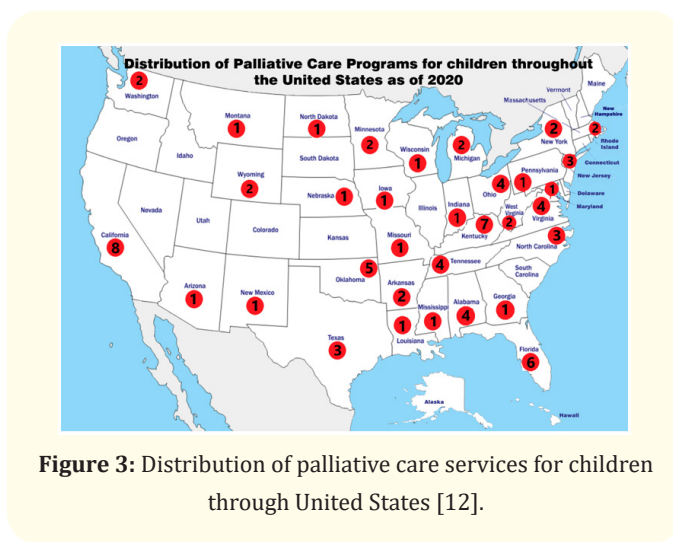 Distribution of Palliative Care Programs for children throughout
the United States as of 2020
2
Washington
Montana
1
North Dakota
1
Minnesota
2
Wisconsin
1
2
Michigan
Vermont
Maine
Massachusetts
New
Hampshire
2
New York
2
Rhode
Island
Connecticut
3
New Jersey
Delaware
Maryland
Oregon
Idaho
Wyoming
2
South Dakota
Nebraska
1
Iowa
1
Illinois
Indiana
1
Ohio
4
Pennsylvania
1
1
West
Virginia
2
4
Virginia
7
Kentucky
3
North Carolina
Nevada
Utah
Colorado
Kansas
Missouri
1
California
8
Arizona
1
New Mexico
1
5
Oklahoma
Arkansas
2
4
Tennessee
South
Carolina
Mississippi
1
Alabama
4
Georgia
1
1
Louisiana
Texas
3
Florida
6
Alaska
Hawaii
Figure 3: Distribution of palliative care services for children
through United States [12].